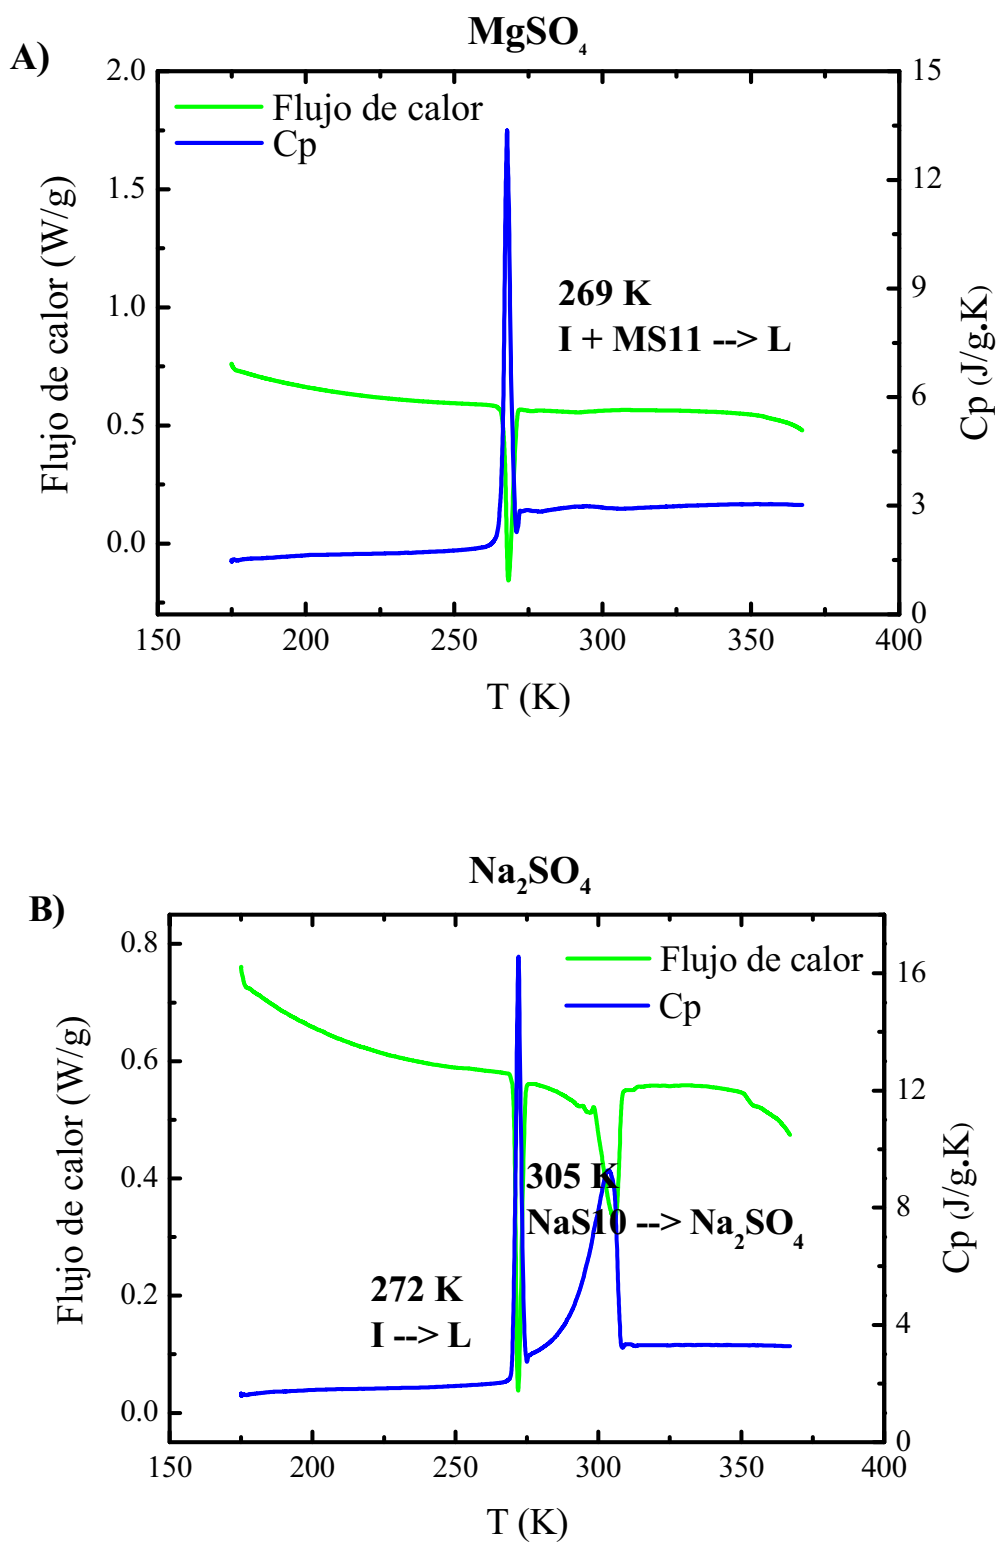 MgSO₄
A)
2.0
1.5
1.0
0.5
0.0
Flujo de calor (W/g)
Flujo de calor
Cp
269 K
I + MS11 --> L
15
12
9
6
3
0
Cp (J/g.K)
150 200 250 300 350 400
T (K)
Na₂SO₄
B)
0.8
0.6
0.4
0.2
0.0
Flujo de calor (W/g)
Flujo de calor
Cp
305 K
NaS10 --> Na₂SO₄
272 K
I --> L
16
12
8
4
0
Cp (J/g.K)
150 200 250 300 350 400
T (K)